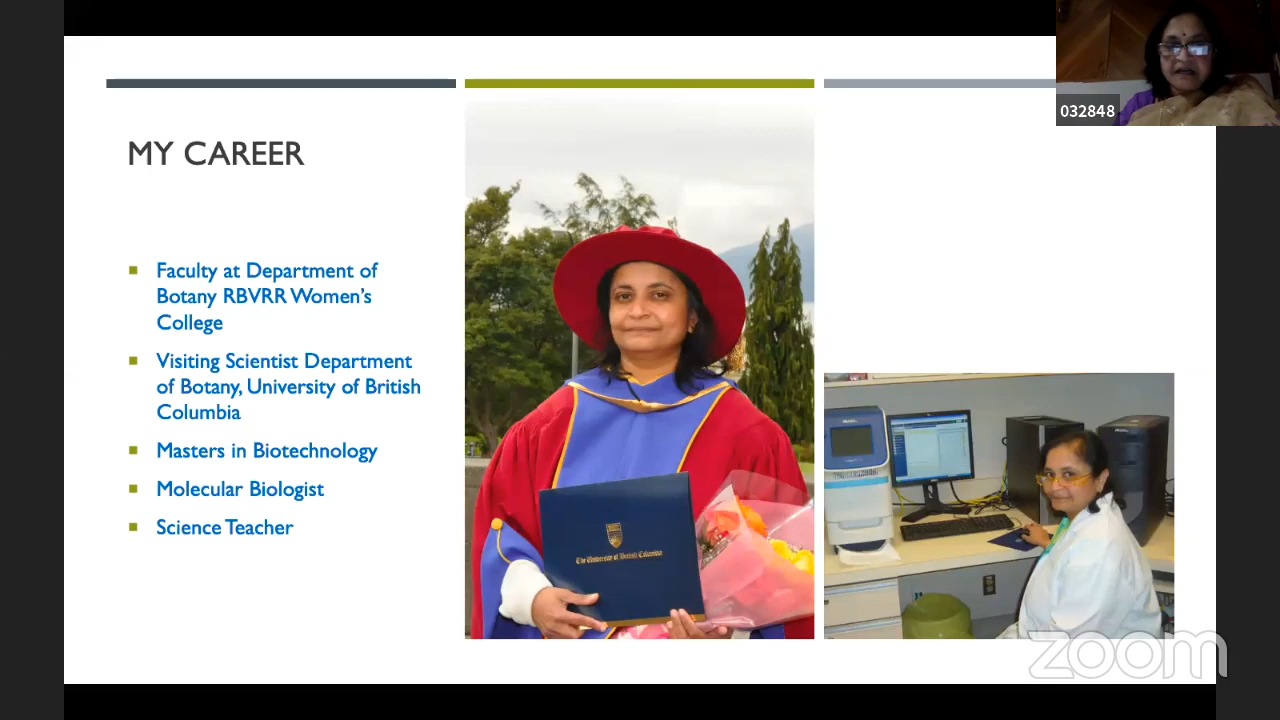 MY CAREER
Faculty at Department of
Botany RBVRR Women's
College
Visiting Scientist Department
of Botany, University of British
Columbia
Masters in Biotechnology
Molecular Biologist
Science Teacher
The University of British Columbia
032848
zoom